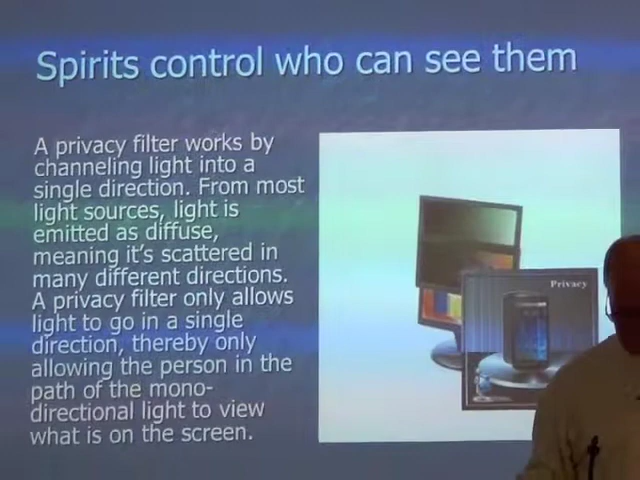 Spirits control who can see them
A privacy filter works by
channeling light into a
single direction. From most
light sources, light is
emitted as diffuse,
meaning it's scattered in
many different directions.
A privacy filter only allows
light to go in a single
direction, thereby only
allowing the person in the
path of the mono-
directional light to view
what is on the screen.
Privacy